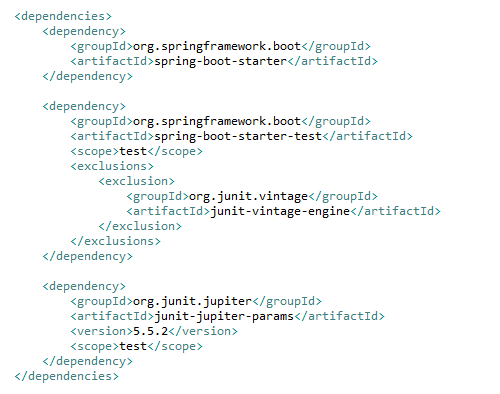 <dependencies>
    <dependency>
        <groupId>org.springframework.boot</groupId>
        <artifactId>spring-boot-starter</artifactId>
    </dependency>

    <dependency>
        <groupId>org.springframework.boot</groupId>
        <artifactId>spring-boot-starter-test</artifactId>
        <scope>test</scope>
        <exclusions>
            <exclusion>
                <groupId>org.junit.vintage</groupId>
                <artifactId>junit-vintage-engine</artifactId>
            </exclusion>
        </exclusions>
    </dependency>

    <dependency>
        <groupId>org.junit.jupiter</groupId>
        <artifactId>junit-jupiter-params</artifactId>
        <version>5.5.2</version>
        <scope>test</scope>
    </dependency>
</dependencies>